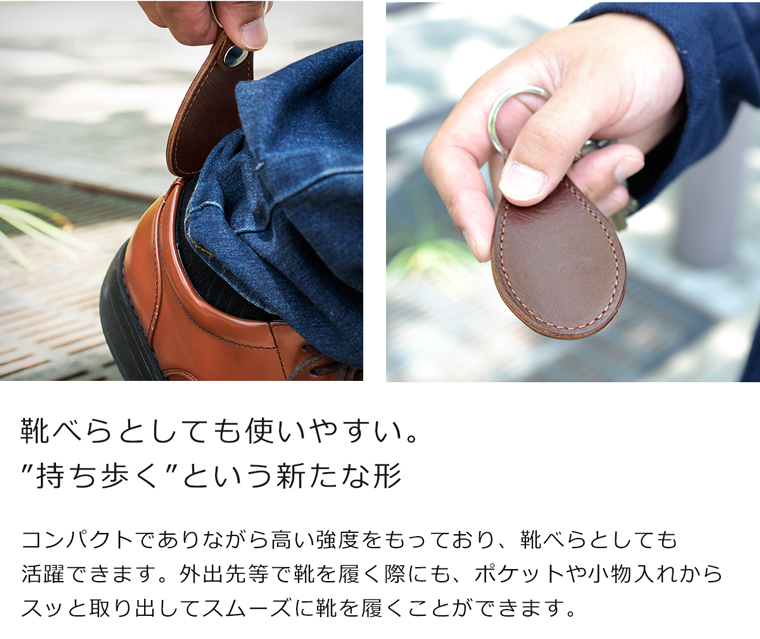 靴べらとしても使いやすい。
”持ち歩く”という新たな形
コンパクトでありながら高い強度をもっており、靴べらとしても
活躍できます。外出先等で靴を履く際にも、ポケットや小物入れから
スッと取り出してスムーズに靴を履くことができます。